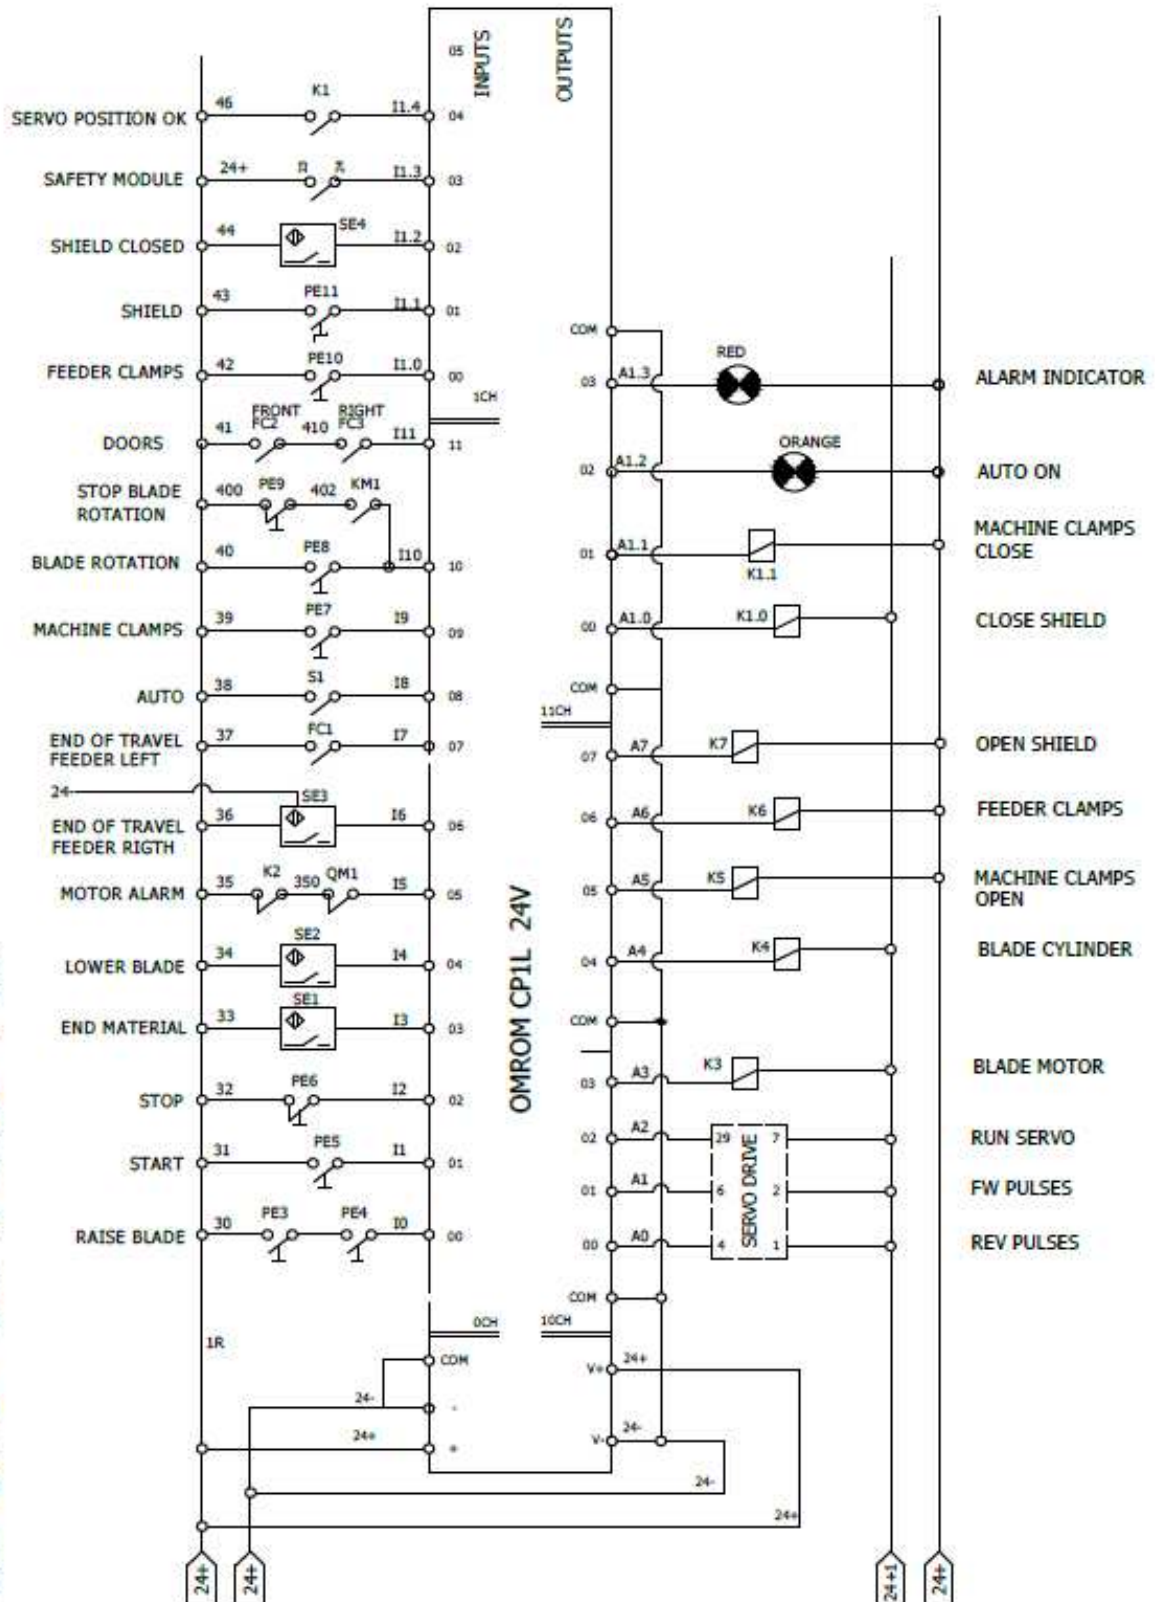 05
INPUTS
OUTPUTS
SERVO POSITION OK
46
K1
I1.4
04
SAFETY MODULE
24+
I1.3
03
SHIELD CLOSED
44
SE4
I1.2
02
SHIELD
43
PE11
I1.1
01
FEEDER CLAMPS
42
PE10
I1.0
00
1CH
DOORS
41
FRONT
FC2
410
RIGHT
FC3
I11
11
STOP BLADE
ROTATION
400
PE9
402
KM1
BLADE ROTATION
40
PE8
I10
10
MACHINE CLAMPS
39
PE7
I9
09
AUTO
38
S1
I8
08
END OF TRAVEL
FEEDER LEFT
37
FC1
I7
07
24-
END OF TRAVEL
FEEDER RIGTH
36
SE3
I6
06
MOTOR ALARM
35
K2
350
QM1
I5
05
LOWER BLADE
34
SE2
I4
04
END MATERIAL
33
SE1
I3
03
STOP
32
PE6
I2
02
START
31
PE5
I1
01
RAISE BLADE
30
PE3
PE4
I0
00
1R
0CH
COM
24-
-
24+
+
OMROM CP1L 24V
COM
03
A1.3
RED
ALARM INDICATOR
02
A1.2
ORANGE
AUTO ON
01
A1.1
K1.1
MACHINE CLAMPS
CLOSE
00
A1.0
K1.0
CLOSE SHIELD
COM
11CH
07
A7
K7
OPEN SHIELD
06
A6
K6
FEEDER CLAMPS
05
A5
K5
MACHINE CLAMPS
OPEN
04
A4
K4
BLADE CYLINDER
COM
03
A3
K3
BLADE MOTOR
02
A2
29
7
RUN SERVO
SERVO DRIVE
01
A1
6
2
FW PULSES
00
A0
4
1
REV PULSES
COM
10CH
V+
24+
V-
24-
24-
24+
24+
24+
24+1
24+